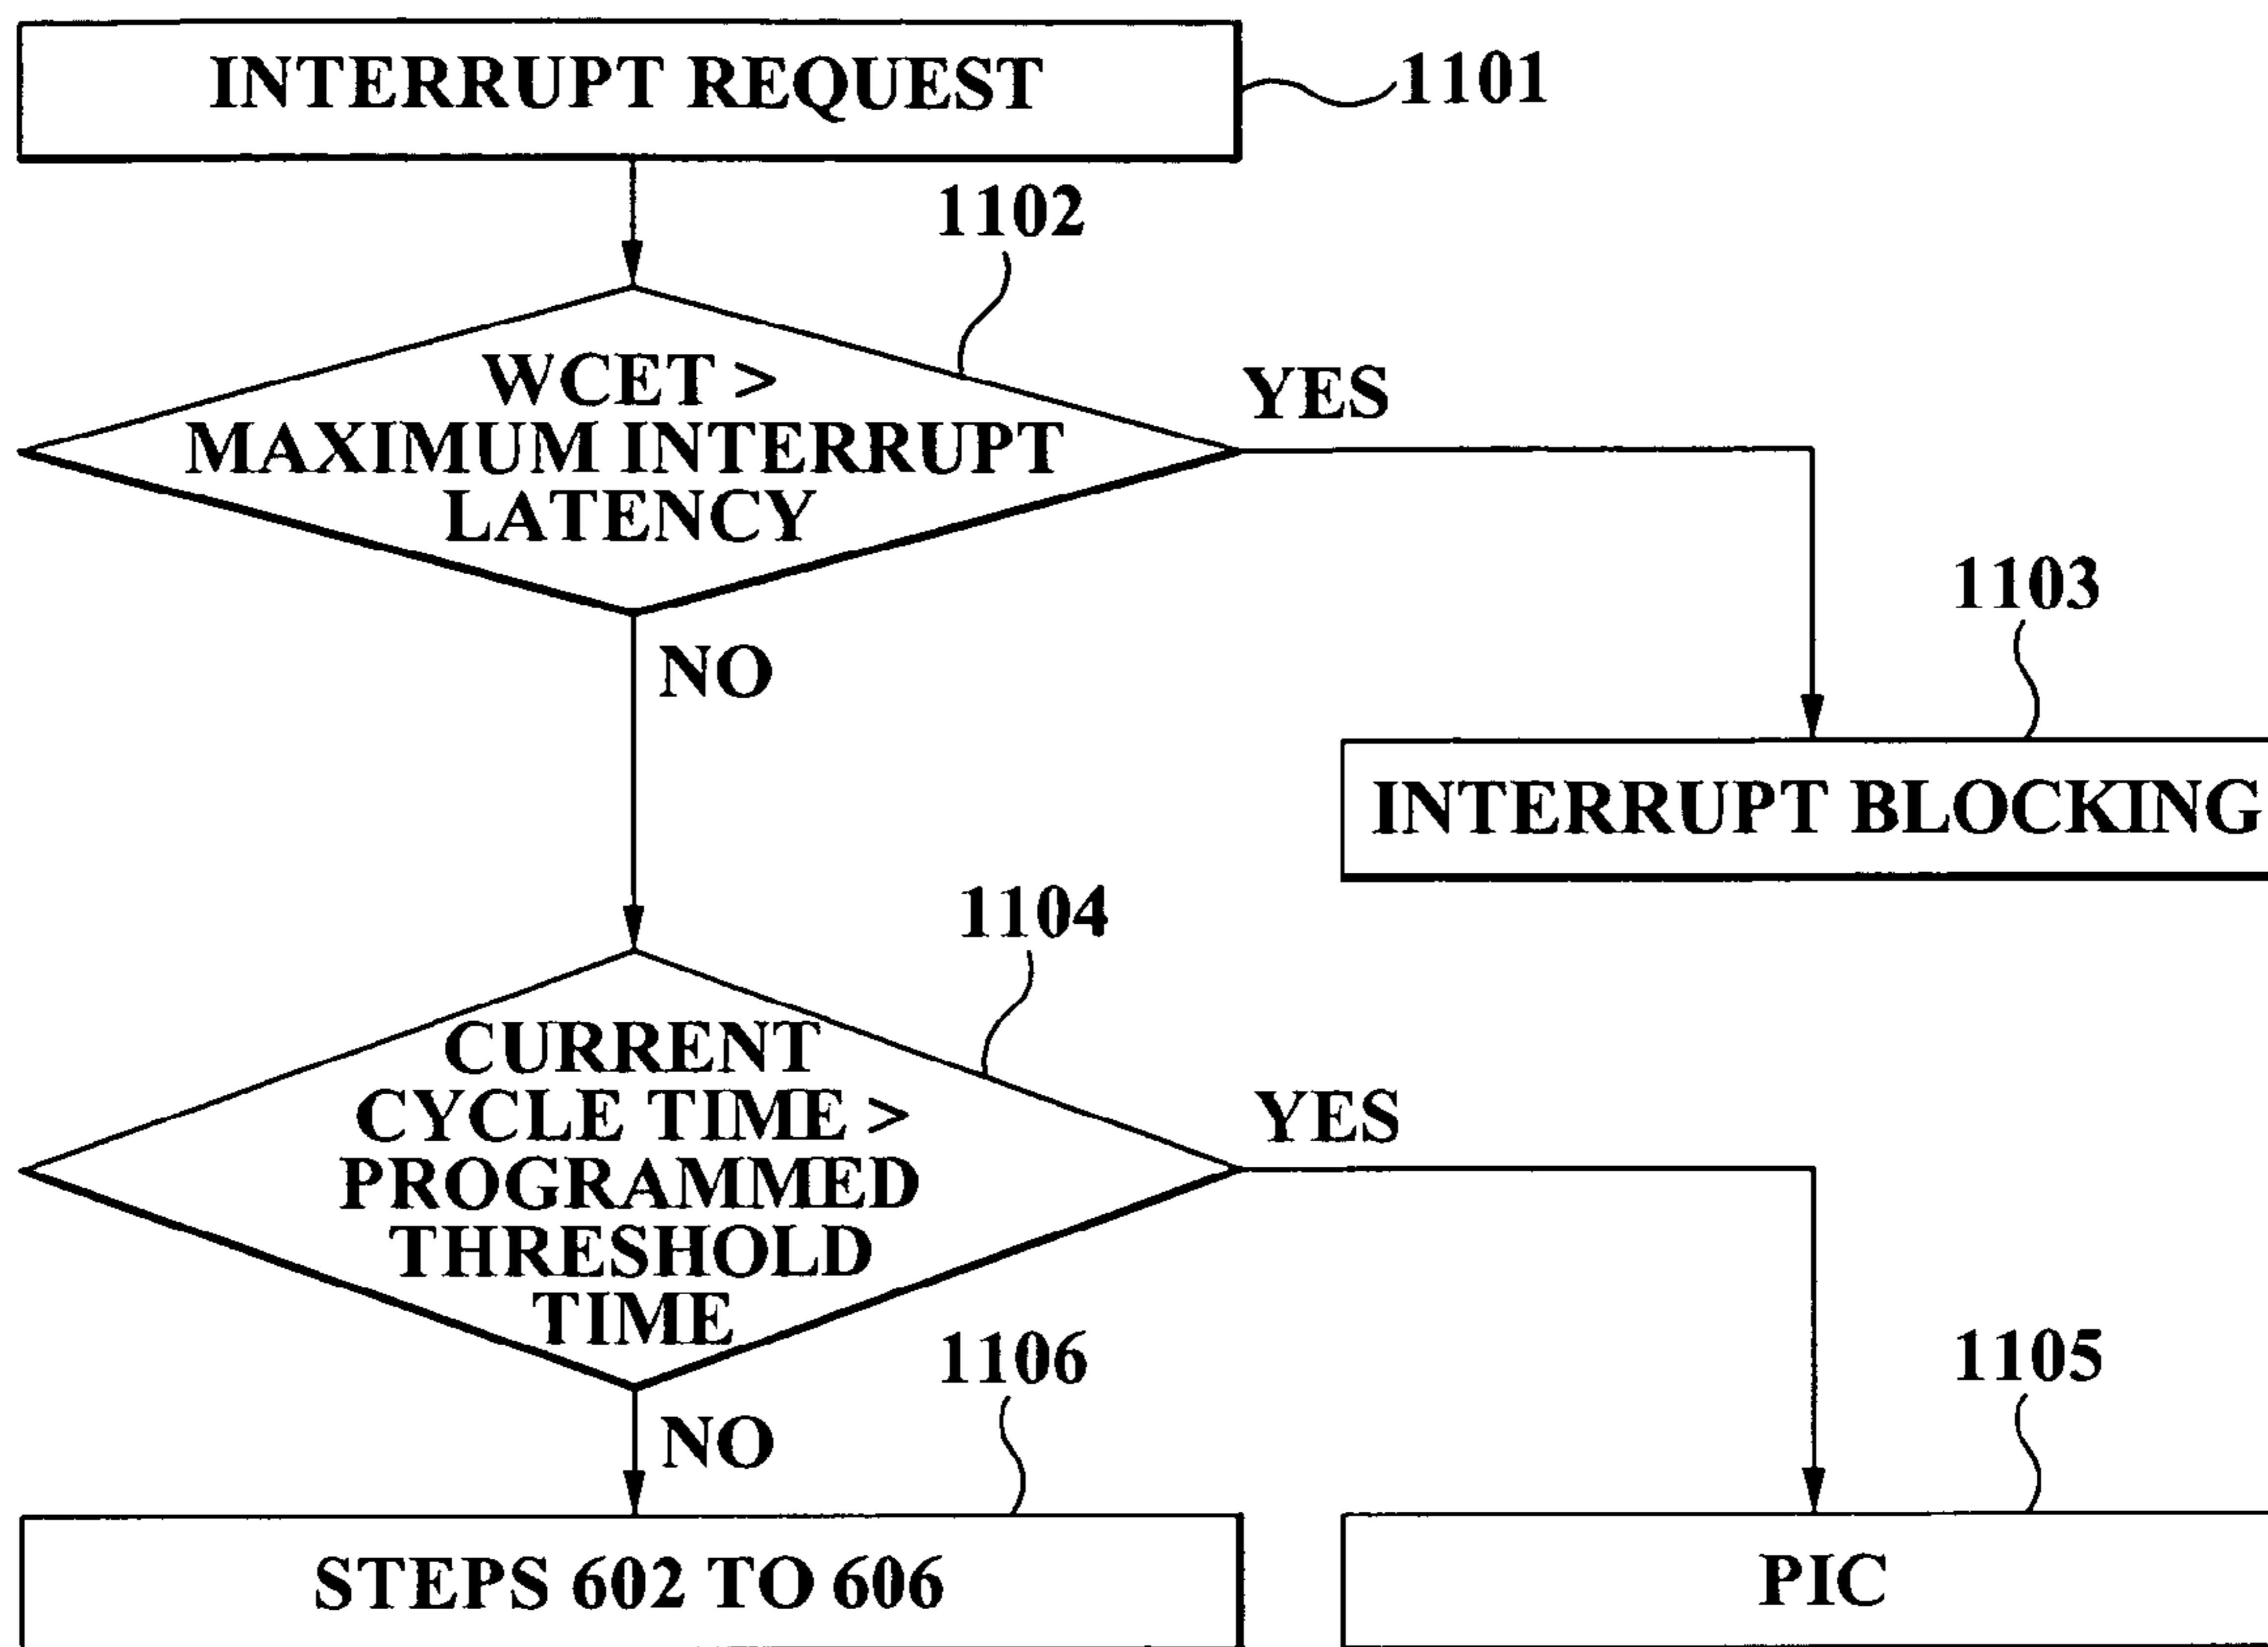 INTERRUPT REQUEST
1101
1102
WCET >
MAXIMUM INTERRUPT
LATENCY
YES
NO
1103
INTERRUPT BLOCKING
1104
CURRENT
CYCLE TIME >
PROGRAMMED
THRESHOLD
TIME
YES
NO
1106
STEPS 602 TO 606
1105
PIC